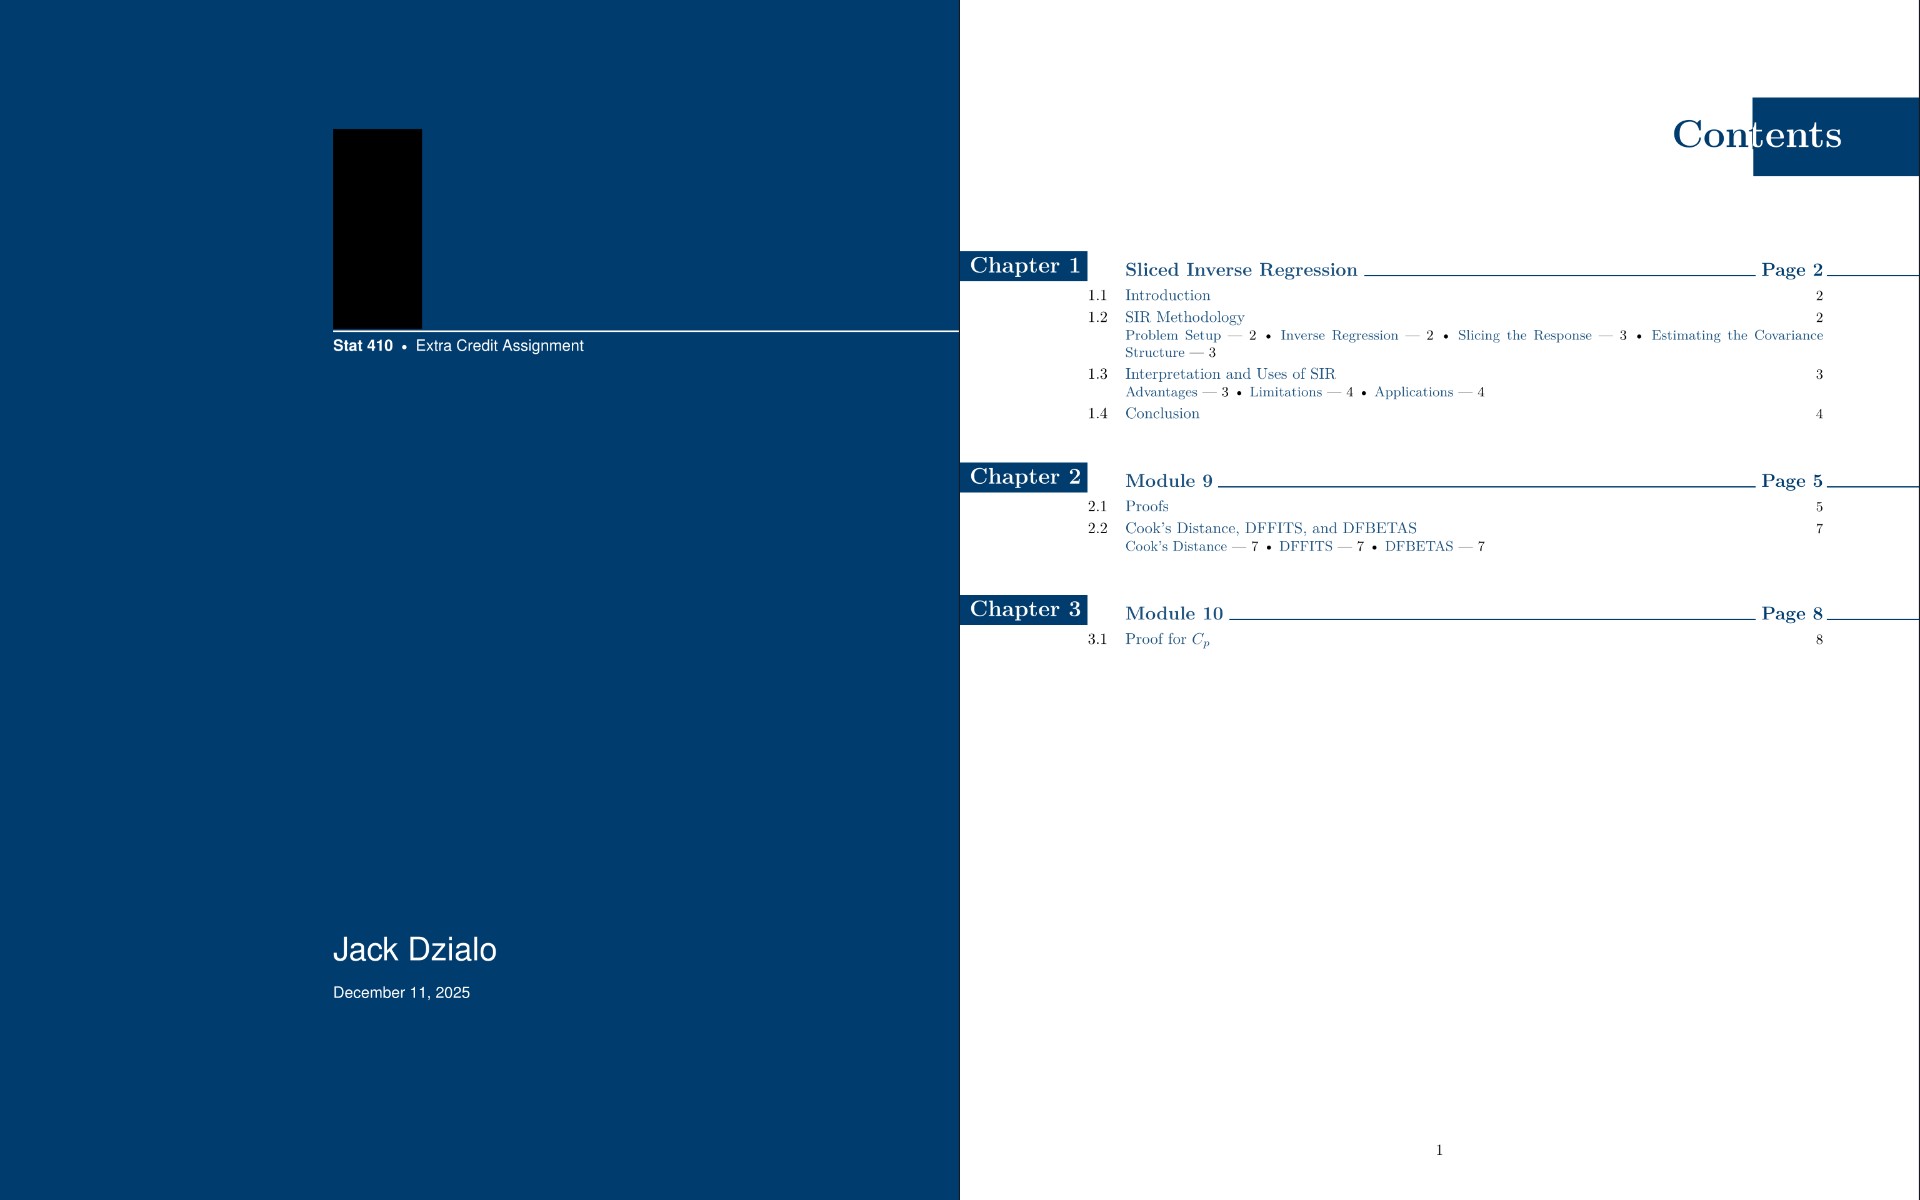 Stat 410 • Extra Credit Assignment
Jack Dzialo
December 11, 2025
Contents
Chapter 1 Sliced Inverse Regression Page 2
1.1 Introduction 2
1.2 SIR Methodology 2
Problem Setup — 2 • Inverse Regression — 2 • Slicing the Response — 3 • Estimating the Covariance
Structure — 3
1.3 Interpretation and Uses of SIR 3
Advantages — 3 • Limitations — 4 • Applications — 4
1.4 Conclusion 4
Chapter 2 Module 9 Page 5
2.1 Proofs 5
2.2 Cook's Distance, DFFITS, and DFBETAS 7
Cook's Distance — 7 • DFFITS — 7 • DFBETAS — 7
Chapter 3 Module 10 Page 8
3.1 Proof for $C_p$ 8
1